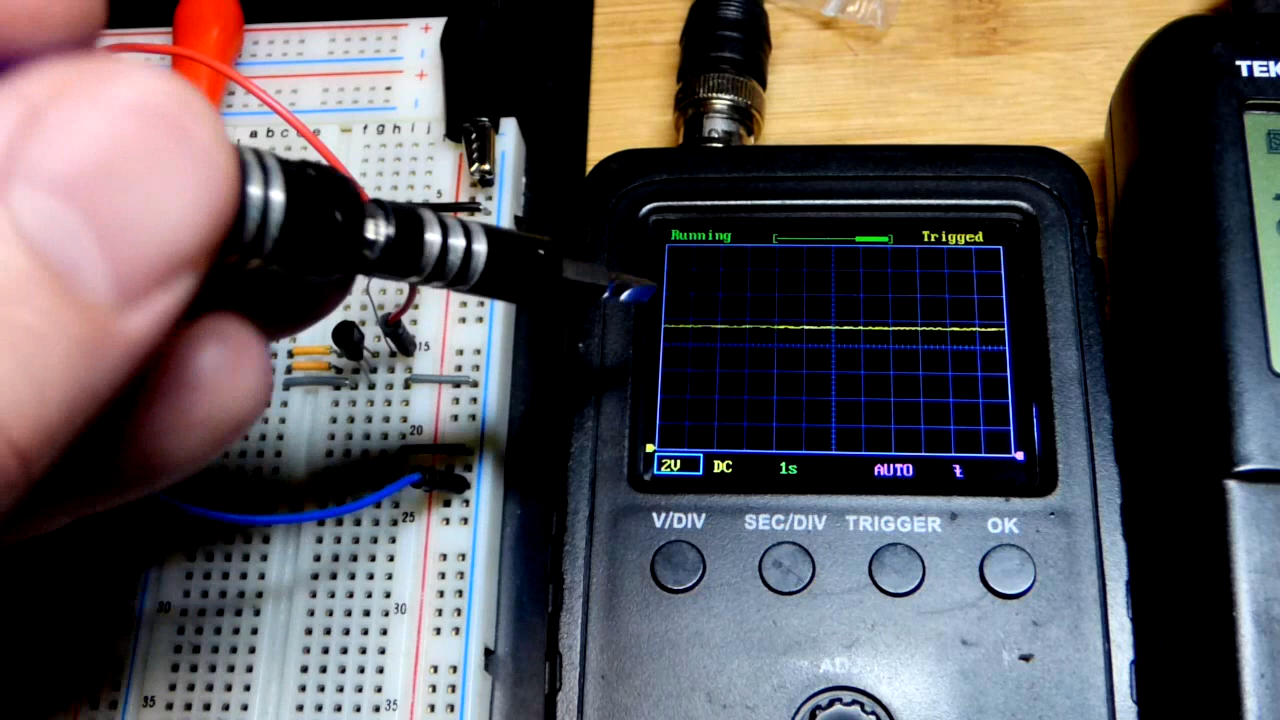 TEK
a b c d e f g h i j
5
Running Trigged
15
20
2V DC 1s AUTO
25
V/DIV SEC/DIV TRIGGER OK
30 30
AD
35 35